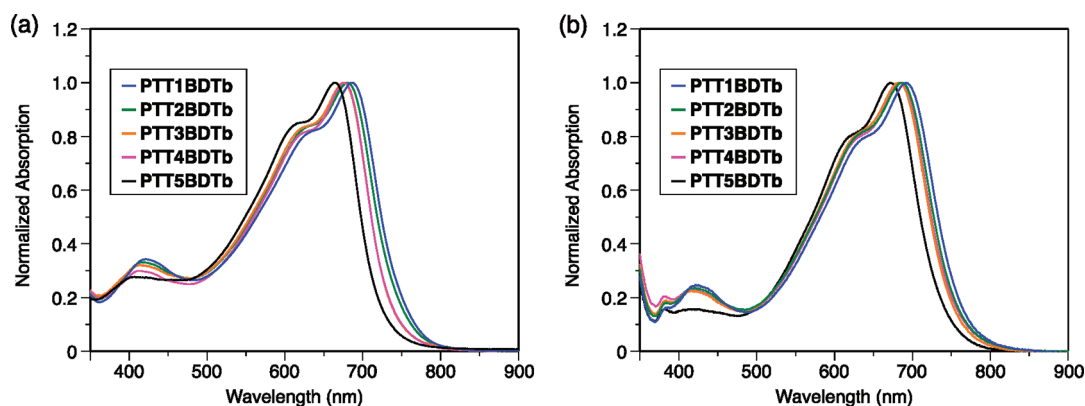 (a)
1.2
1.0
0.8
0.6
0.4
0.2
0
Normalized Absorption
PTT1BDTb
PTT2BDTb
PTT3BDTb
PTT4BDTb
PTT5BDTb
400 500 600 700 800 900
Wavelength (nm)
(b)
1.2
1.0
0.8
0.6
0.4
0.2
0
Normalized Absorption
PTT1BDTb
PTT2BDTb
PTT3BDTb
PTT4BDTb
PTT5BDTb
400 500 600 700 800 900
Wavelength (nm)